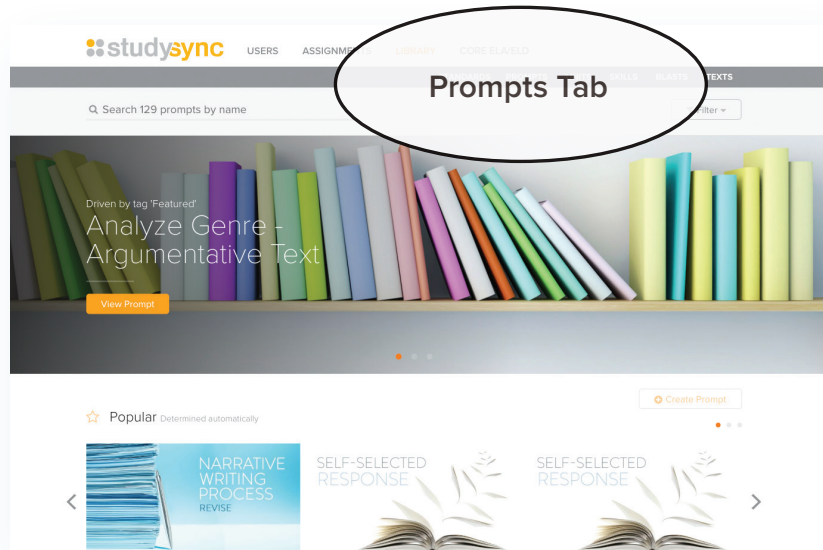 studysync USERS ASSIGNMENTS LIBRARY CORE ELA/ELD
SKILLS BLASTS TEXTS
Prompts Tab
Search 129 prompts by name
Filter
Driven by tag 'Featured'
Analyze Genre -
Argumentative Text
View Prompt
Create Prompt
Popular Determined automatically
NARRATIVE
WRITING
PROCESS
REVISE
SELF-SELECTED
RESPONSE
SELF-SELECTED
RESPONSE